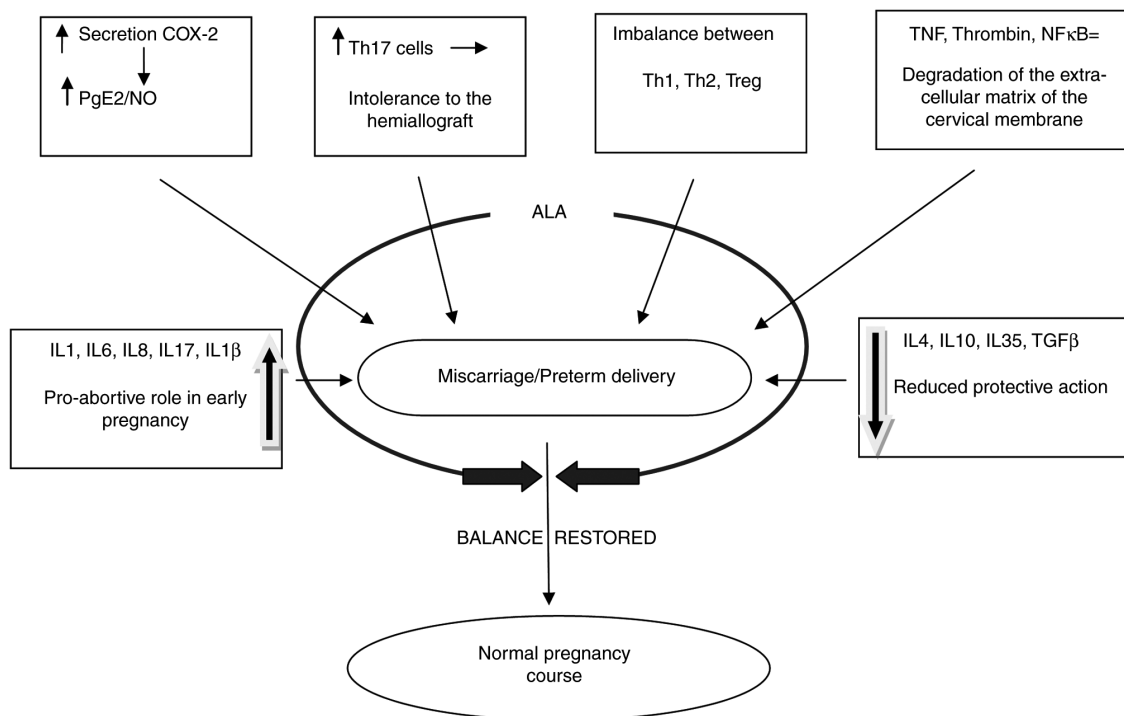 Secretion COX-2
PgE2/NO
Th17 cells
Intolerance to the
hemiallograft
Imbalance between
Th1, Th2, Treg
TNF, Thrombin, NFκB=
Degradation of the extra-
cellular matrix of the
cervical membrane
ALA
IL1, IL6, IL8, IL17, IL1β
Pro-abortive role in early
pregnancy
Miscarriage/Preterm delivery
IL4, IL10, IL35, TGFβ
Reduced protective action
BALANCE RESTORED
Normal pregnancy
course